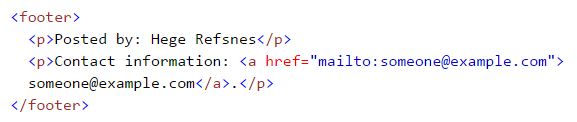 <footer>
  <p>Posted by: Hege Refsnes</p>
  <p>Contact information: <a href="mailto:someone@example.com">
  someone@example.com</a>.</p>
</footer>